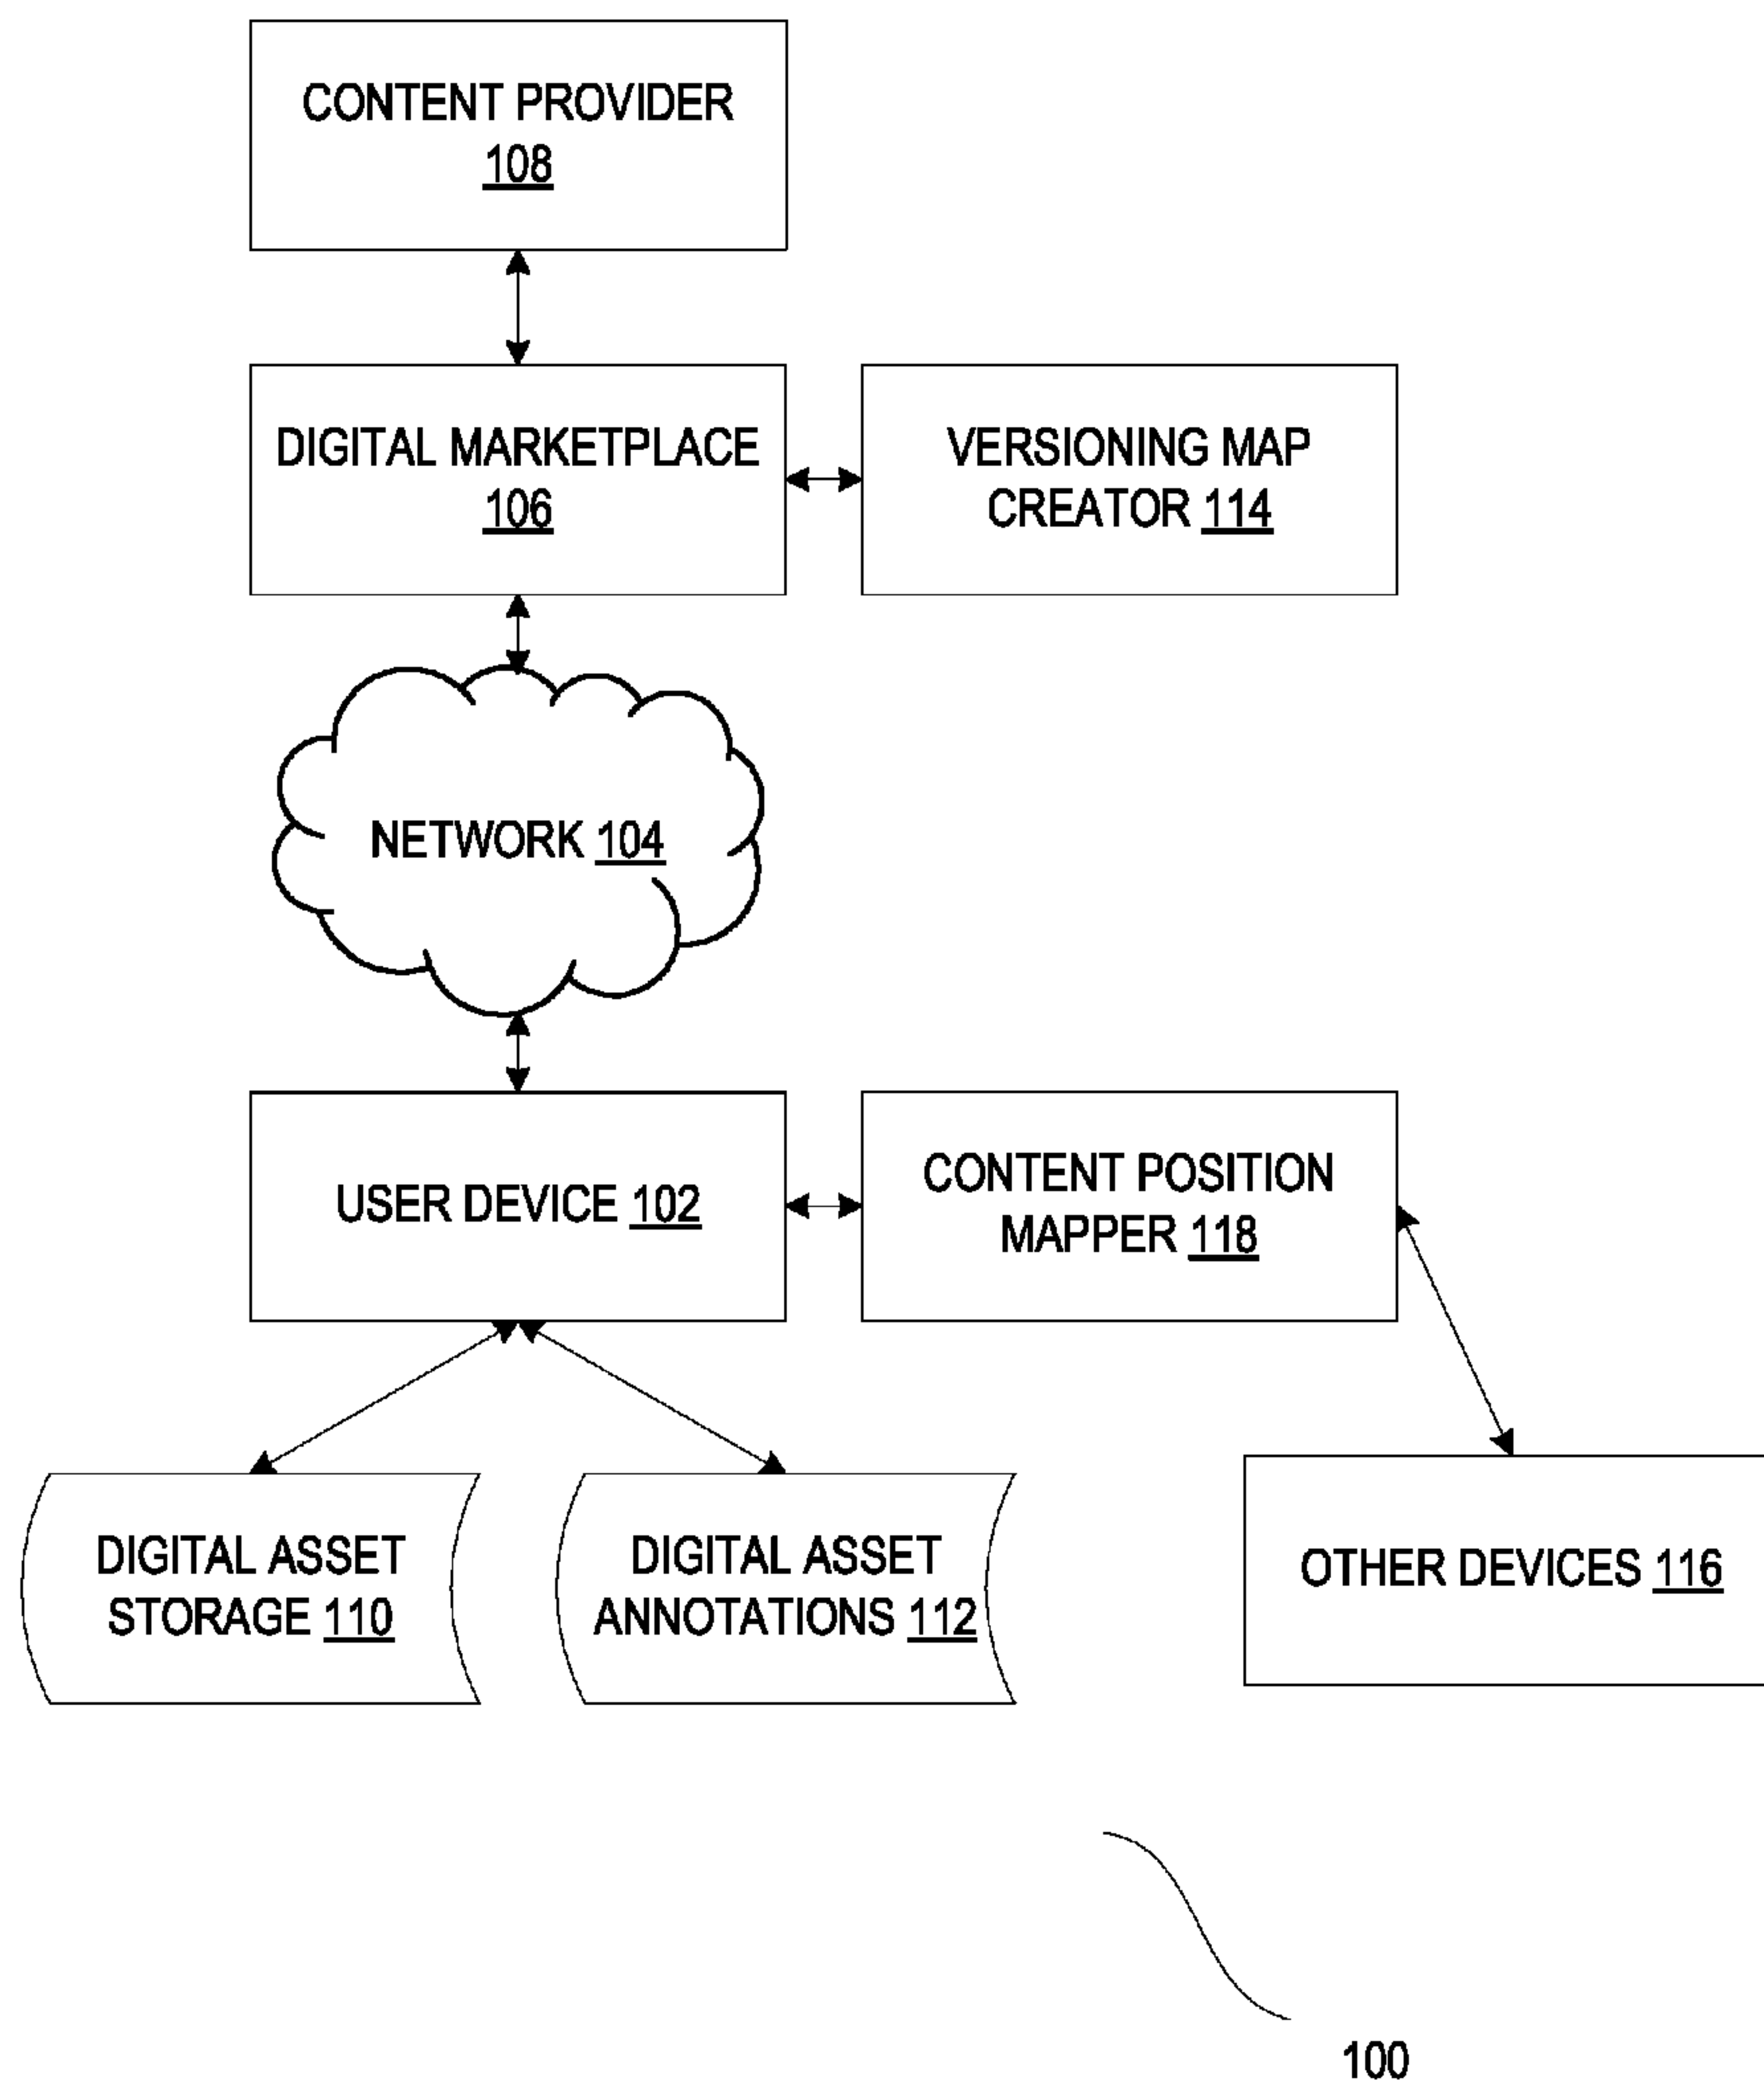 CONTENT PROVIDER
108
DIGITAL MARKETPLACE
106
VERSIONING MAP
CREATOR 114
NETWORK 104
USER DEVICE 102
CONTENT POSITION
MAPPER 118
DIGITAL ASSET
STORAGE 110
DIGITAL ASSET
ANNOTATIONS 112
OTHER DEVICES 116
100